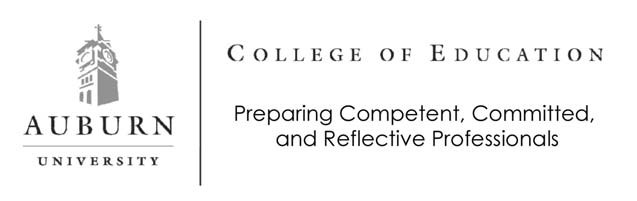 AUBURN
UNIVERSITY
COLLEGE OF EDUCATION
Preparing Competent, Committed,
and Reflective Professionals